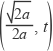 (√2a/2a, t)